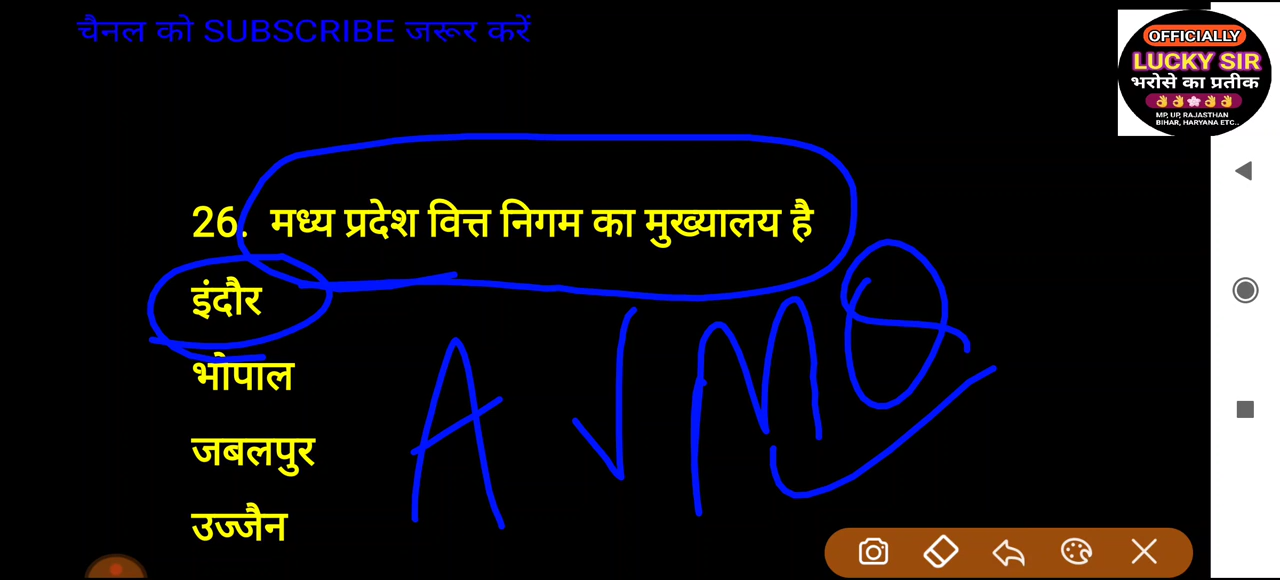 चैनल को SUBSCRIBE जरूर करें
OFFICIALLY
LUCKY SIR
भरोसे का प्रतीक
MP, UP, RAJASTHAN
BIHAR, HARYANA ETC..
26. मध्य प्रदेश वित्त निगम का मुख्यालय है
इंदौर
भोपाल
जबलपुर
उज्जैन
A